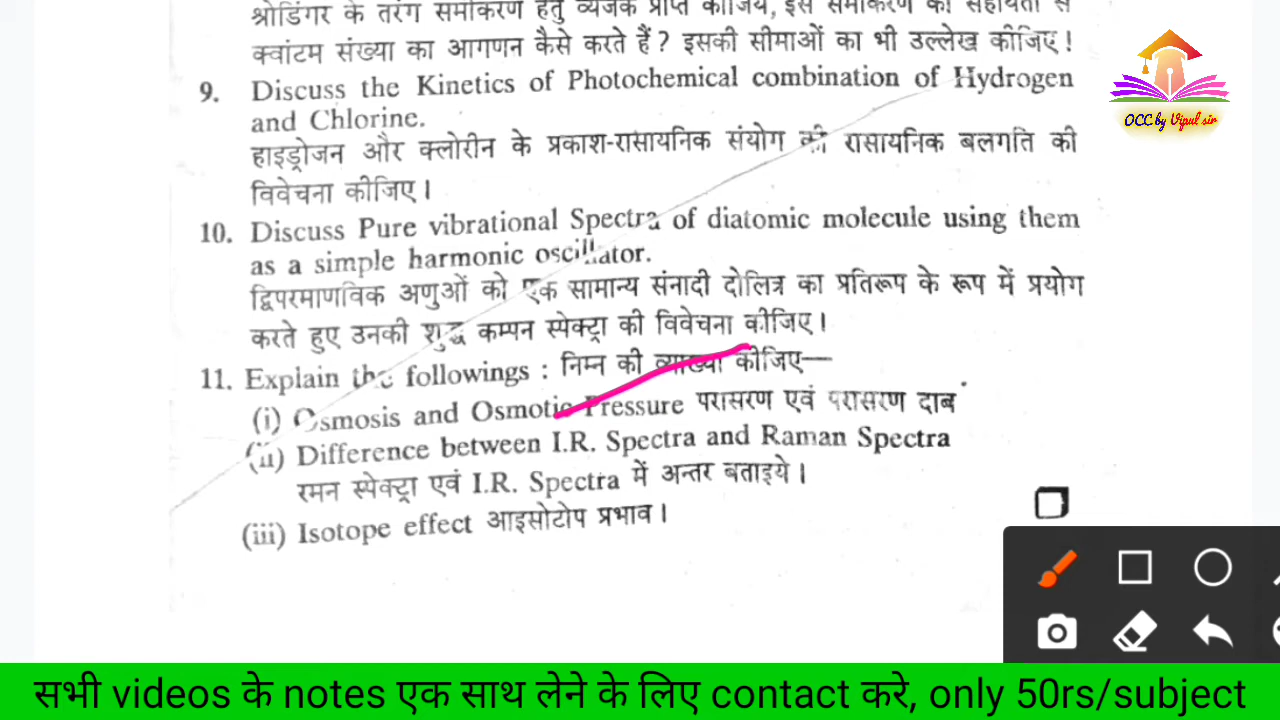 श्रोडिंगर के तरंग समीकरण हेतु व्यंजक प्राप्त कीजिये, इस समीकरण की सहायता से
क्वांटम संख्या का आगणन कैसे करते हैं? इसकी सीमाओं का भी उल्लेख कीजिए!
9. Discuss the Kinetics of Photochemical combination of Hydrogen
and Chlorine.
हाइड्रोजन और क्लोरीन के प्रकाश-रासायनिक संयोग की रासायनिक बलगति की
विवेचना कीजिए।
10. Discuss Pure vibrational Spectra of diatomic molecule using them
as a simple harmonic oscillator.
द्विपरमाणविक अणुओं को एक सामान्य संनादी दोलित्र का प्रतिरूप के रूप में प्रयोग
करते हुए उनकी शुद्ध कम्पन स्पेक्ट्रा की विवेचना कीजिए।
11. Explain the followings : निम्न की व्याख्या कीजिए—
(i) Osmosis and Osmotic Pressure परासरण एवं परासरण दाब
(ii) Difference between I.R. Spectra and Raman Spectra
रमन स्पेक्ट्रा एवं I.R. Spectra में अन्तर बताइये।
(iii) Isotope effect आइसोटोप प्रभाव।
OCC by Vipul sir
सभी videos के notes एक साथ लेने के लिए contact करे, only 50rs/subject